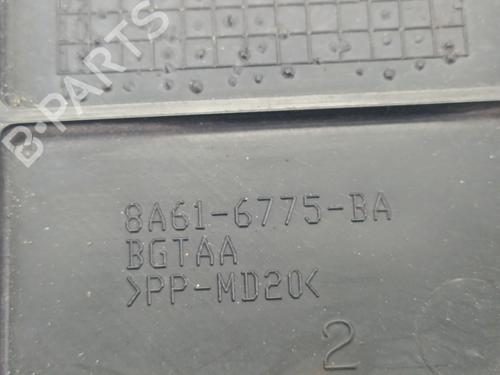 B-PARTS
8A61-6775-BA
BGTAA
>PP-MD20<
2